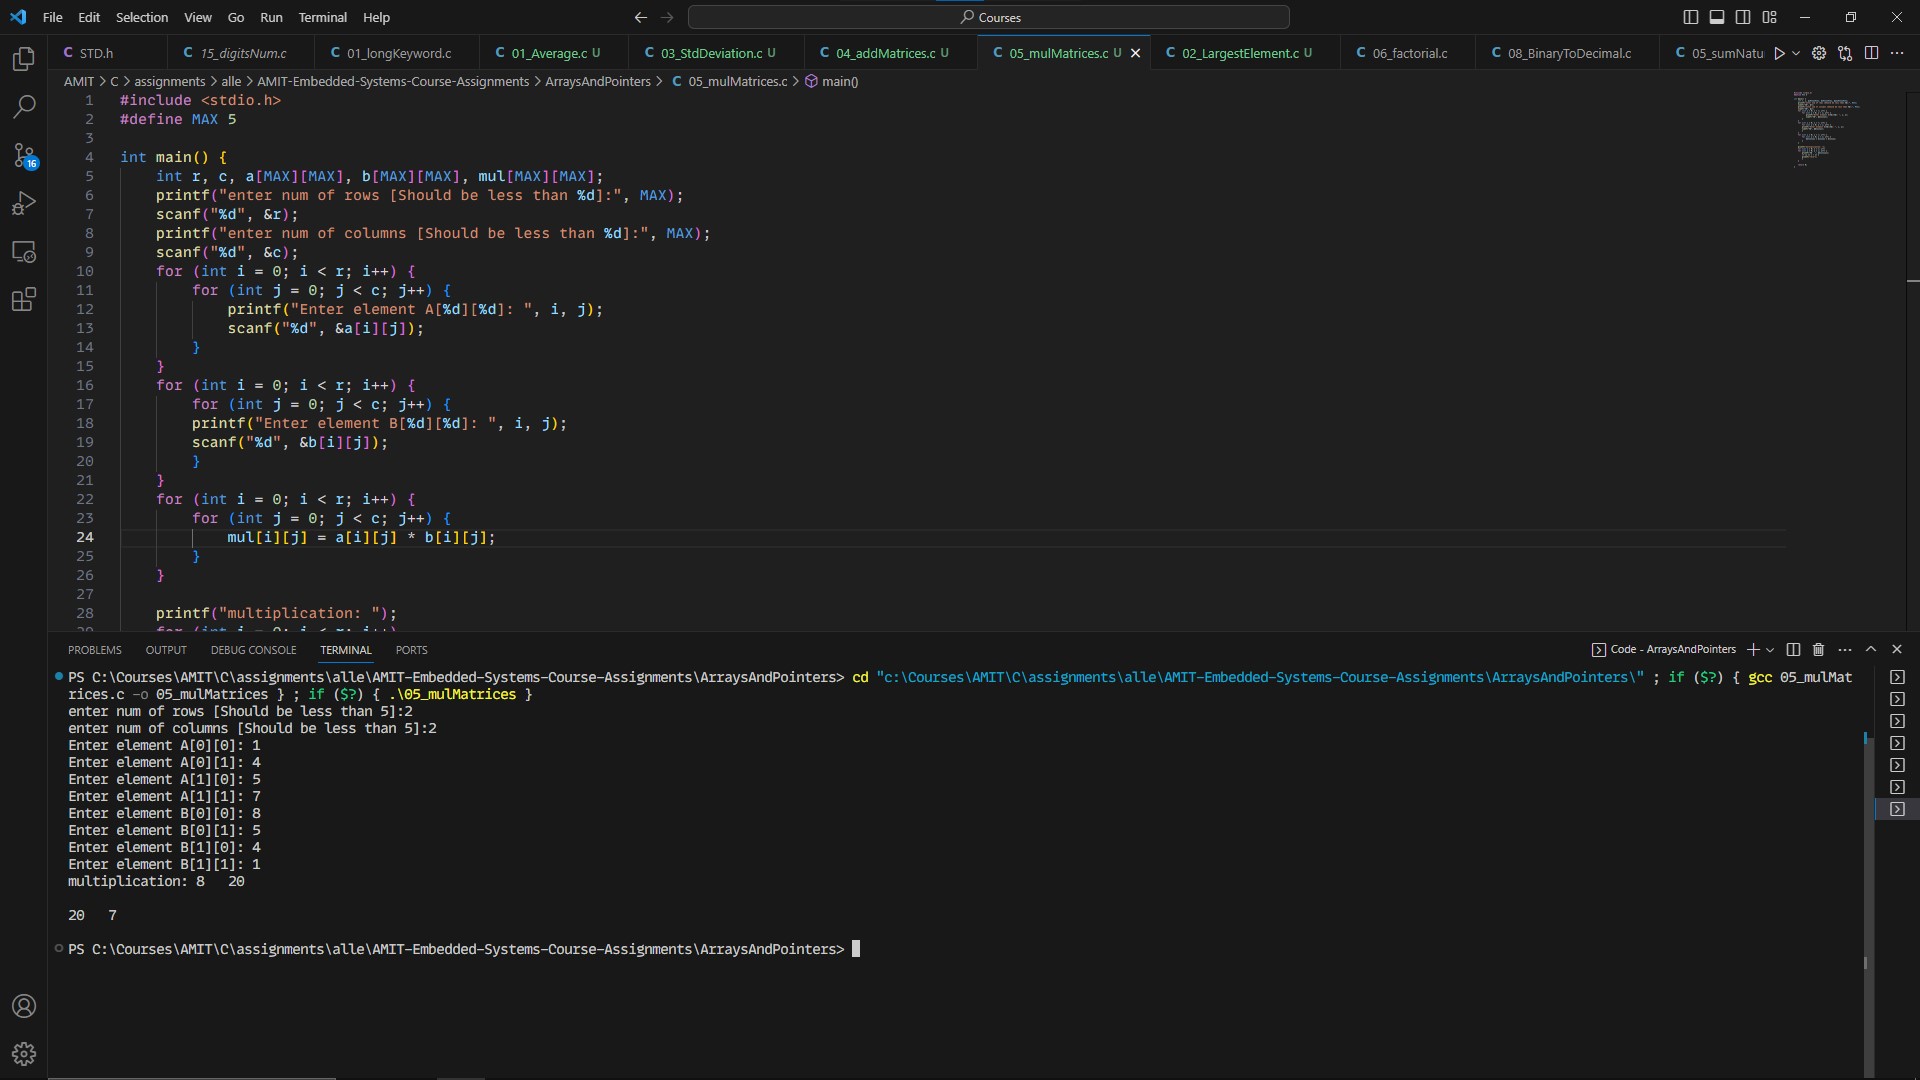 File Edit Selection View Go Run Terminal Help
Courses
STD.h 15_digitsNum.c 01_longKeyword.c 01_Average.c U 03_StdDeviation.c U 04_addMatrices.c U 05_mulMatrices.c U 02_LargestElement.c U 06_factorial.c 08_BinaryToDecimal.c 05_sumNatu
AMIT > C > assignments > alle > AMIT-Embedded-Systems-Course-Assignments > ArraysAndPointers > C 05_mulMatrices.c > main()
1 #include <stdio.h>
2 #define MAX 5
3
4 int main() {
5 int r, c, a[MAX][MAX], b[MAX][MAX], mul[MAX][MAX];
6 printf("enter num of rows [Should be less than %d]:", MAX);
7 scanf("%d", &r);
8 printf("enter num of columns [Should be less than %d]:", MAX);
9 scanf("%d", &c);
10 for (int i = 0; i < r; i++) {
11 for (int j = 0; j < c; j++) {
12 printf("Enter element A[%d][%d]: ", i, j);
13 scanf("%d", &a[i][j]);
14 }
15 }
16 for (int i = 0; i < r; i++) {
17 for (int j = 0; j < c; j++) {
18 printf("Enter element B[%d][%d]: ", i, j);
19 scanf("%d", &b[i][j]);
20 }
21 }
22 for (int i = 0; i < r; i++) {
23 for (int j = 0; j < c; j++) {
24 mul[i][j] = a[i][j] * b[i][j];
25 }
26 }
27
28 printf("multiplication: ");
16
PROBLEMS OUTPUT DEBUG CONSOLE TERMINAL PORTS
Code - ArraysAndPointers
PS C:\Courses\AMIT\C\assignments\alle\AMIT-Embedded-Systems-Course-Assignments\ArraysAndPointers> cd "c:\Courses\AMIT\C\assignments\alle\AMIT-Embedded-Systems-Course-Assignments\ArraysAndPointers\" ; if ($?) { gcc 05_mulMat
rices.c -o 05_mulMatrices } ; if ($?) { .\05_mulMatrices }
enter num of rows [Should be less than 5]:2
enter num of columns [Should be less than 5]:2
Enter element A[0][0]: 1
Enter element A[0][1]: 4
Enter element A[1][0]: 5
Enter element A[1][1]: 7
Enter element B[0][0]: 8
Enter element B[0][1]: 5
Enter element B[1][0]: 4
Enter element B[1][1]: 1
multiplication: 8 20
20 7
PS C:\Courses\AMIT\C\assignments\alle\AMIT-Embedded-Systems-Course-Assignments\ArraysAndPointers>